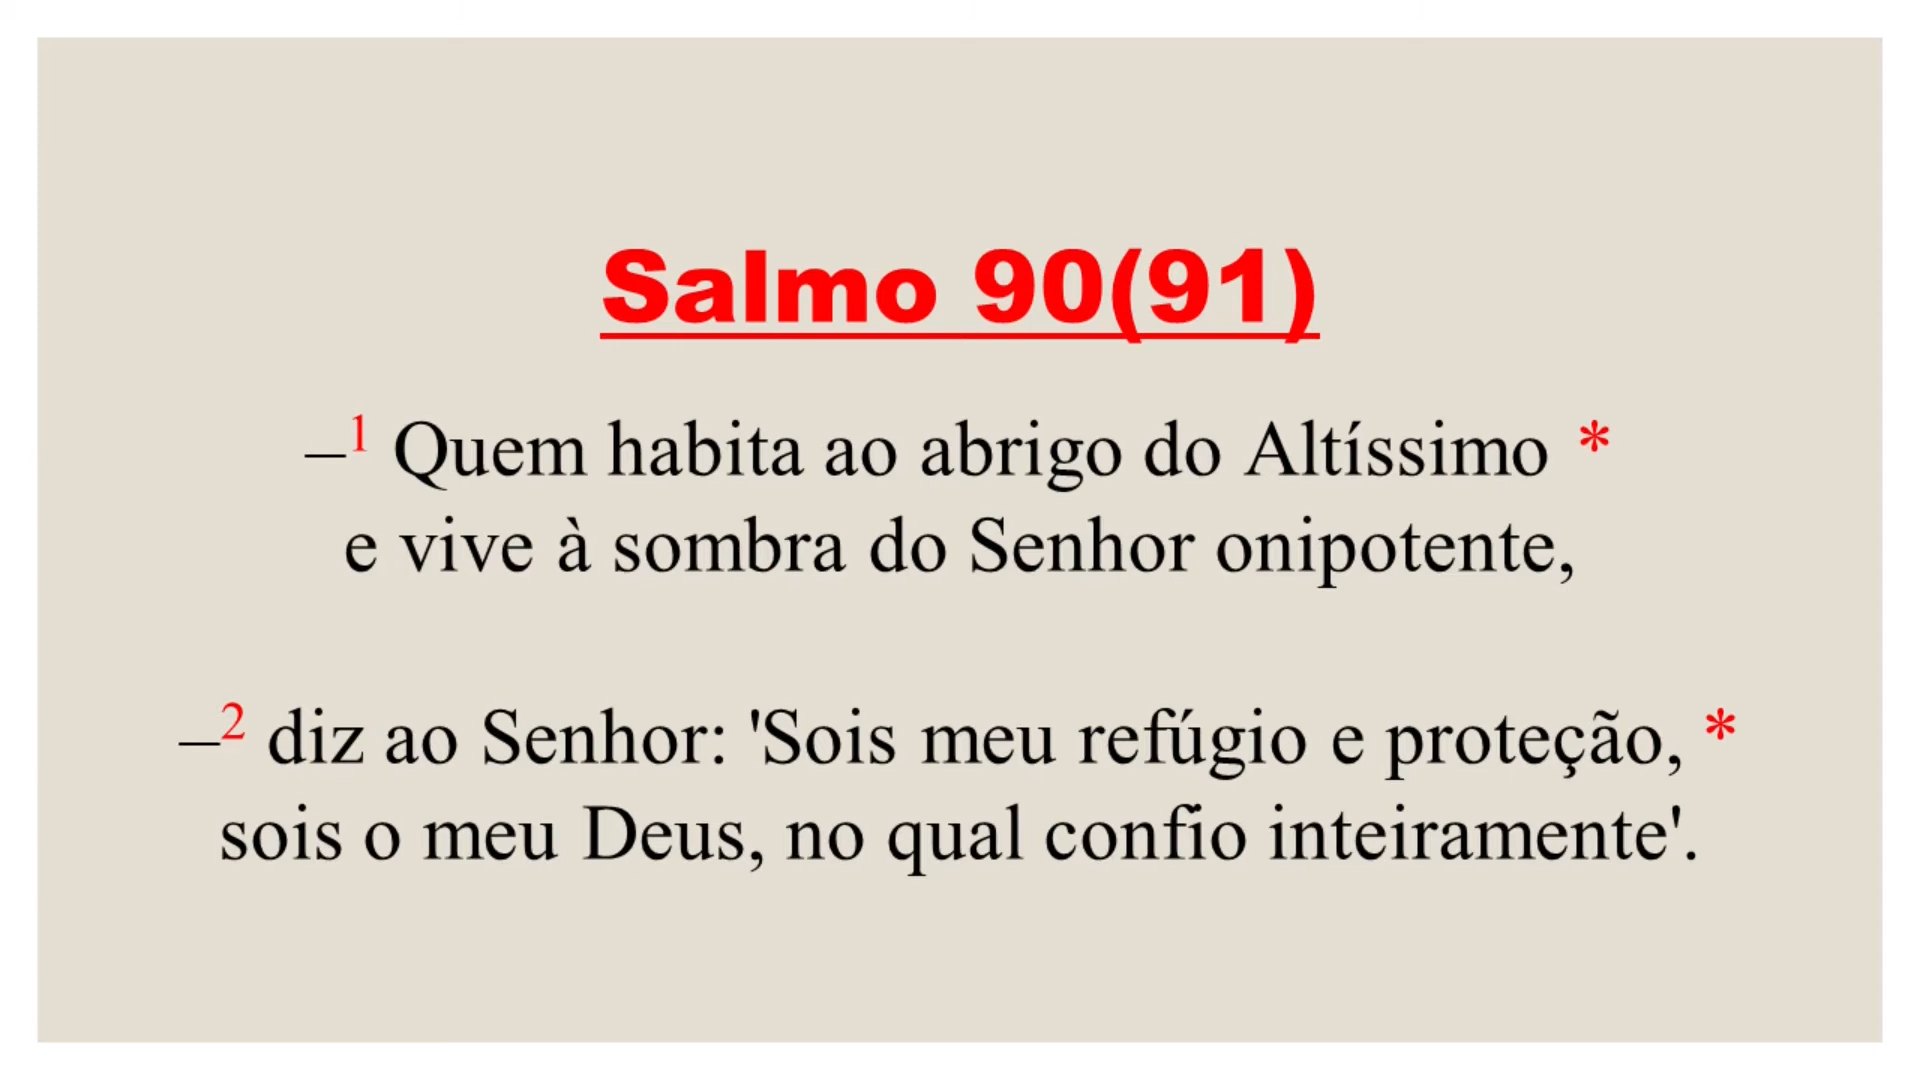 Salmo 90(91)
–1 Quem habita ao abrigo do Altíssimo *
e vive à sombra do Senhor onipotente,
–2 diz ao Senhor: 'Sois meu refúgio e proteção, *
sois o meu Deus, no qual confio inteiramente'.